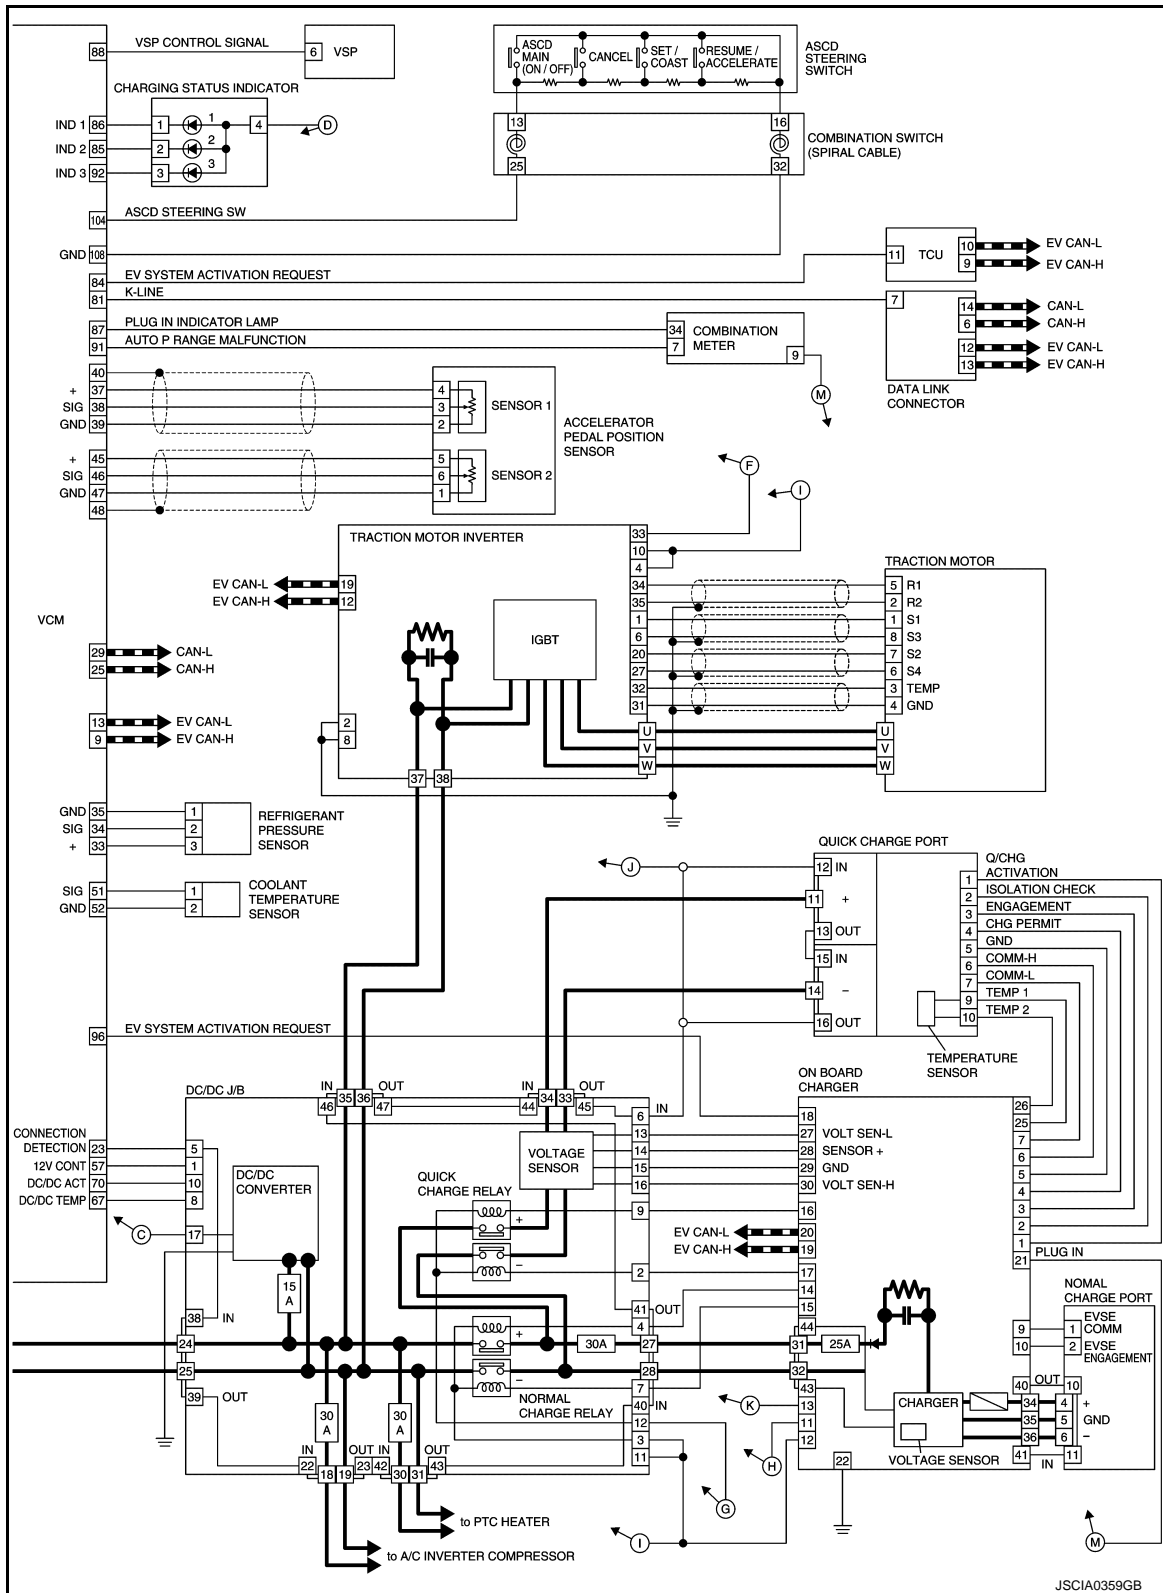 88
VSP CONTROL SIGNAL
6
VSP
CHARGING STATUS INDICATOR
IND 1
86
1
1
4
D
IND 2
85
2
2
IND 3
92
3
3
ASCD
MAIN
(ON / OFF)
CANCEL
SET /
COAST
RESUME /
ACCELERATE
ASCD
STEERING
SWITCH
13
16
25
32
COMBINATION SWITCH
(SPIRAL CABLE)
104
ASCD STEERING SW
GND
108
84
EV SYSTEM ACTIVATION REQUEST
81
K-LINE
11
TCU
10
EV CAN-L
9
EV CAN-H
7
14
CAN-L
6
CAN-H
12
EV CAN-L
13
EV CAN-H
DATA LINK
CONNECTOR
87
PLUG IN INDICATOR LAMP
91
AUTO P RANGE MALFUNCTION
34
7
COMBINATION
METER
9
M
40
+
37
4
SIG
38
3
SENSOR 1
GND
39
2
ACCELERATOR
PEDAL POSITION
SENSOR
+
45
5
SIG
46
6
SENSOR 2
GND
47
1
48
F
I
TRACTION MOTOR INVERTER
EV CAN-L
19
EV CAN-H
12
IGBT
2
8
37
38
33
10
4
34
35
1
6
20
27
32
31
U
V
W
TRACTION MOTOR
5
R1
2
R2
1
S1
8
S3
7
S2
6
S4
3
TEMP
4
GND
U
V
W
VCM
29
CAN-L
25
CAN-H
13
EV CAN-L
9
EV CAN-H
GND
35
1
SIG
34
2
+
33
3
REFRIGERANT
PRESSURE
SENSOR
SIG
51
1
GND
52
2
COOLANT
TEMPERATURE
SENSOR
QUICK CHARGE PORT
J
12
IN
11
+
13
OUT
15
IN
14
−
16
OUT
Q/CHG
ACTIVATION
1
ISOLATION CHECK
2
ENGAGEMENT
3
CHG PERMIT
4
GND
5
COMM-H
6
COMM-L
7
TEMP 1
9
TEMP 2
10
TEMPERATURE
SENSOR
96
EV SYSTEM ACTIVATION REQUEST
DC/DC J/B
IN
OUT
46
35
36
47
IN
OUT
44
34
33
45
6
IN
13
14
15
16
VOLTAGE
SENSOR
CONNECTION
DETECTION
23
5
12V CONT
57
1
DC/DC ACT
70
10
DC/DC TEMP
67
8
C
17
DC/DC
CONVERTER
15
A
QUICK
CHARGE RELAY
+
−
9
2
41
OUT
4
38
IN
24
25
39
OUT
+
−
30A
27
28
NORMAL
CHARGE RELAY
7
40
IN
12
3
11
30
A
30
A
IN
22
18
19
OUT
23
IN
42
30
31
OUT
43
to PTC HEATER
to A/C INVERTER COMPRESSOR
G
I
ON BOARD
CHARGER
18
27
VOLT SEN-L
28
SENSOR +
29
GND
30
VOLT SEN-H
16
EV CAN-L
20
EV CAN-H
19
17
14
15
44
31
25A
32
43
13
11
12
K
H
22
CHARGER
VOLTAGE SENSOR
26
25
7
6
5
4
3
2
1
21
PLUG IN
NOMAL
CHARGE PORT
9
1
EVSE
COMM
10
2
EVSE
ENGAGEMENT
40
OUT
10
34
4
+
35
5
GND
36
6
−
41
IN
11
M
JSCIA0359GB